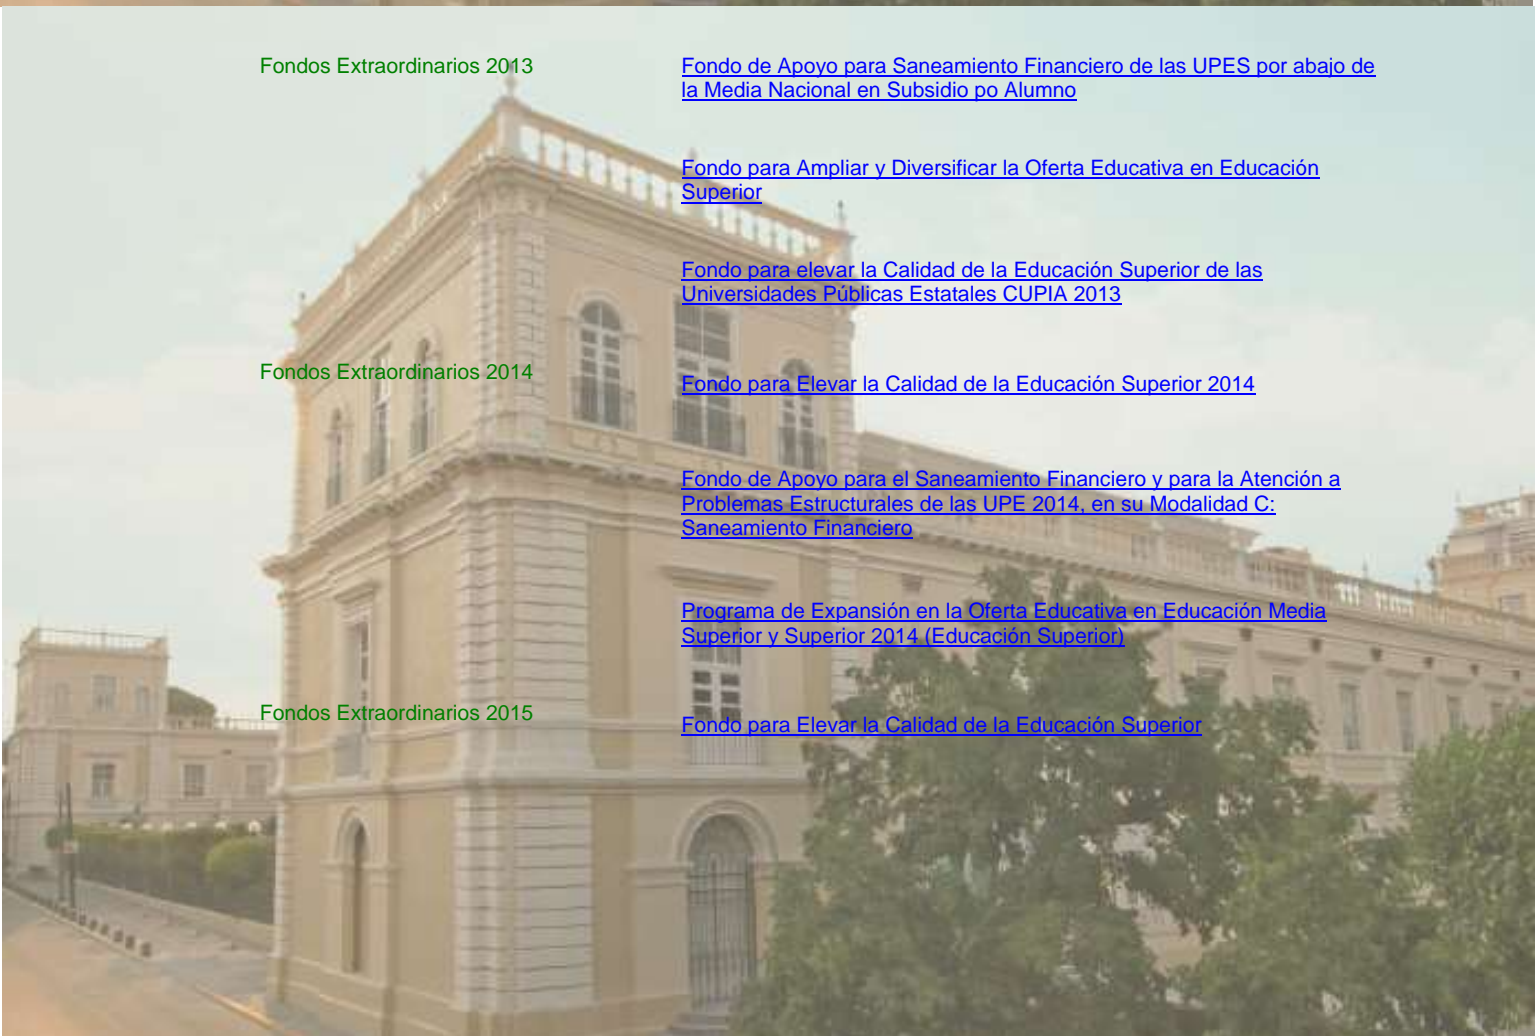 Fondos Extraordinarios 2013
Fondo de Apoyo para Saneamiento Financiero de las UPES por abajo de
la Media Nacional en Subsidio po Alumno
Fondo para Ampliar y Diversificar la Oferta Educativa en Educación
Superior
Fondo para elevar la Calidad de la Educación Superior de las
Universidades Públicas Estatales CUPIA 2013
Fondos Extraordinarios 2014
Fondo para Elevar la Calidad de la Educación Superior 2014
Fondo de Apoyo para el Saneamiento Financiero y para la Atención a
Problemas Estructurales de las UPE 2014, en su Modalidad C:
Saneamiento Financiero
Programa de Expansión en la Oferta Educativa en Educación Media
Superior y Superior 2014 (Educación Superior)
Fondos Extraordinarios 2015
Fondo para Elevar la Calidad de la Educación Superior